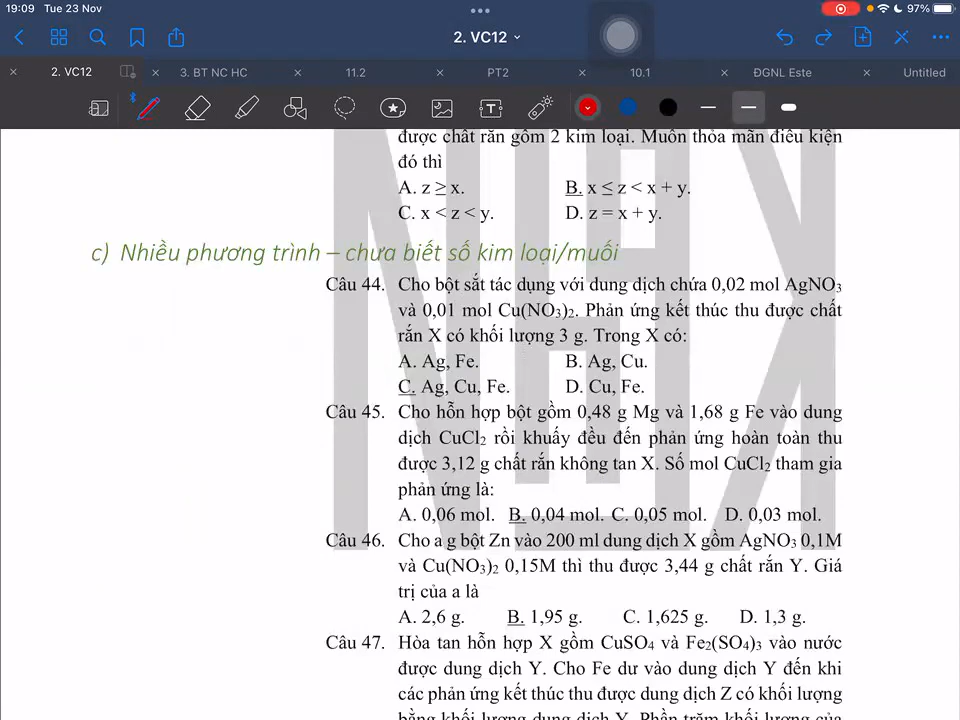 19:09 Tue 23 Nov
97%
2. VC12
2. VC12
3. BT NC HC
11.2
PT2
10.1
ĐGNL Este
Untitled
được chất rắn gồm 2 kim loại. Muốn thỏa mãn điều kiện
đó thì
A. z ≥ x. B. x ≤ z < x + y.
C. x < z < y. D. z = x + y.
c) Nhiều phương trình – chưa biết số kim loại/muối
Câu 44. Cho bột sắt tác dụng với dung dịch chứa 0,02 mol AgNO3
và 0,01 mol Cu(NO3)2. Phản ứng kết thúc thu được chất
rắn X có khối lượng 3 g. Trong X có:
A. Ag, Fe. B. Ag, Cu.
C. Ag, Cu, Fe. D. Cu, Fe.
Câu 45. Cho hỗn hợp bột gồm 0,48 g Mg và 1,68 g Fe vào dung
dịch CuCl2 rồi khuấy đều đến phản ứng hoàn toàn thu
được 3,12 g chất rắn không tan X. Số mol CuCl2 tham gia
phản ứng là:
A. 0,06 mol. B. 0,04 mol. C. 0,05 mol. D. 0,03 mol.
Câu 46. Cho a g bột Zn vào 200 ml dung dịch X gồm AgNO3 0,1M
và Cu(NO3)2 0,15M thì thu được 3,44 g chất rắn Y. Giá
trị của a là
A. 2,6 g. B. 1,95 g. C. 1,625 g. D. 1,3 g.
Câu 47. Hòa tan hỗn hợp X gồm CuSO4 và Fe2(SO4)3 vào nước
được dung dịch Y. Cho Fe dư vào dung dịch Y đến khi
các phản ứng kết thúc thu được dung dịch Z có khối lượng
bằng khối lượng dung dịch Y. Phần trăm khối lượng của